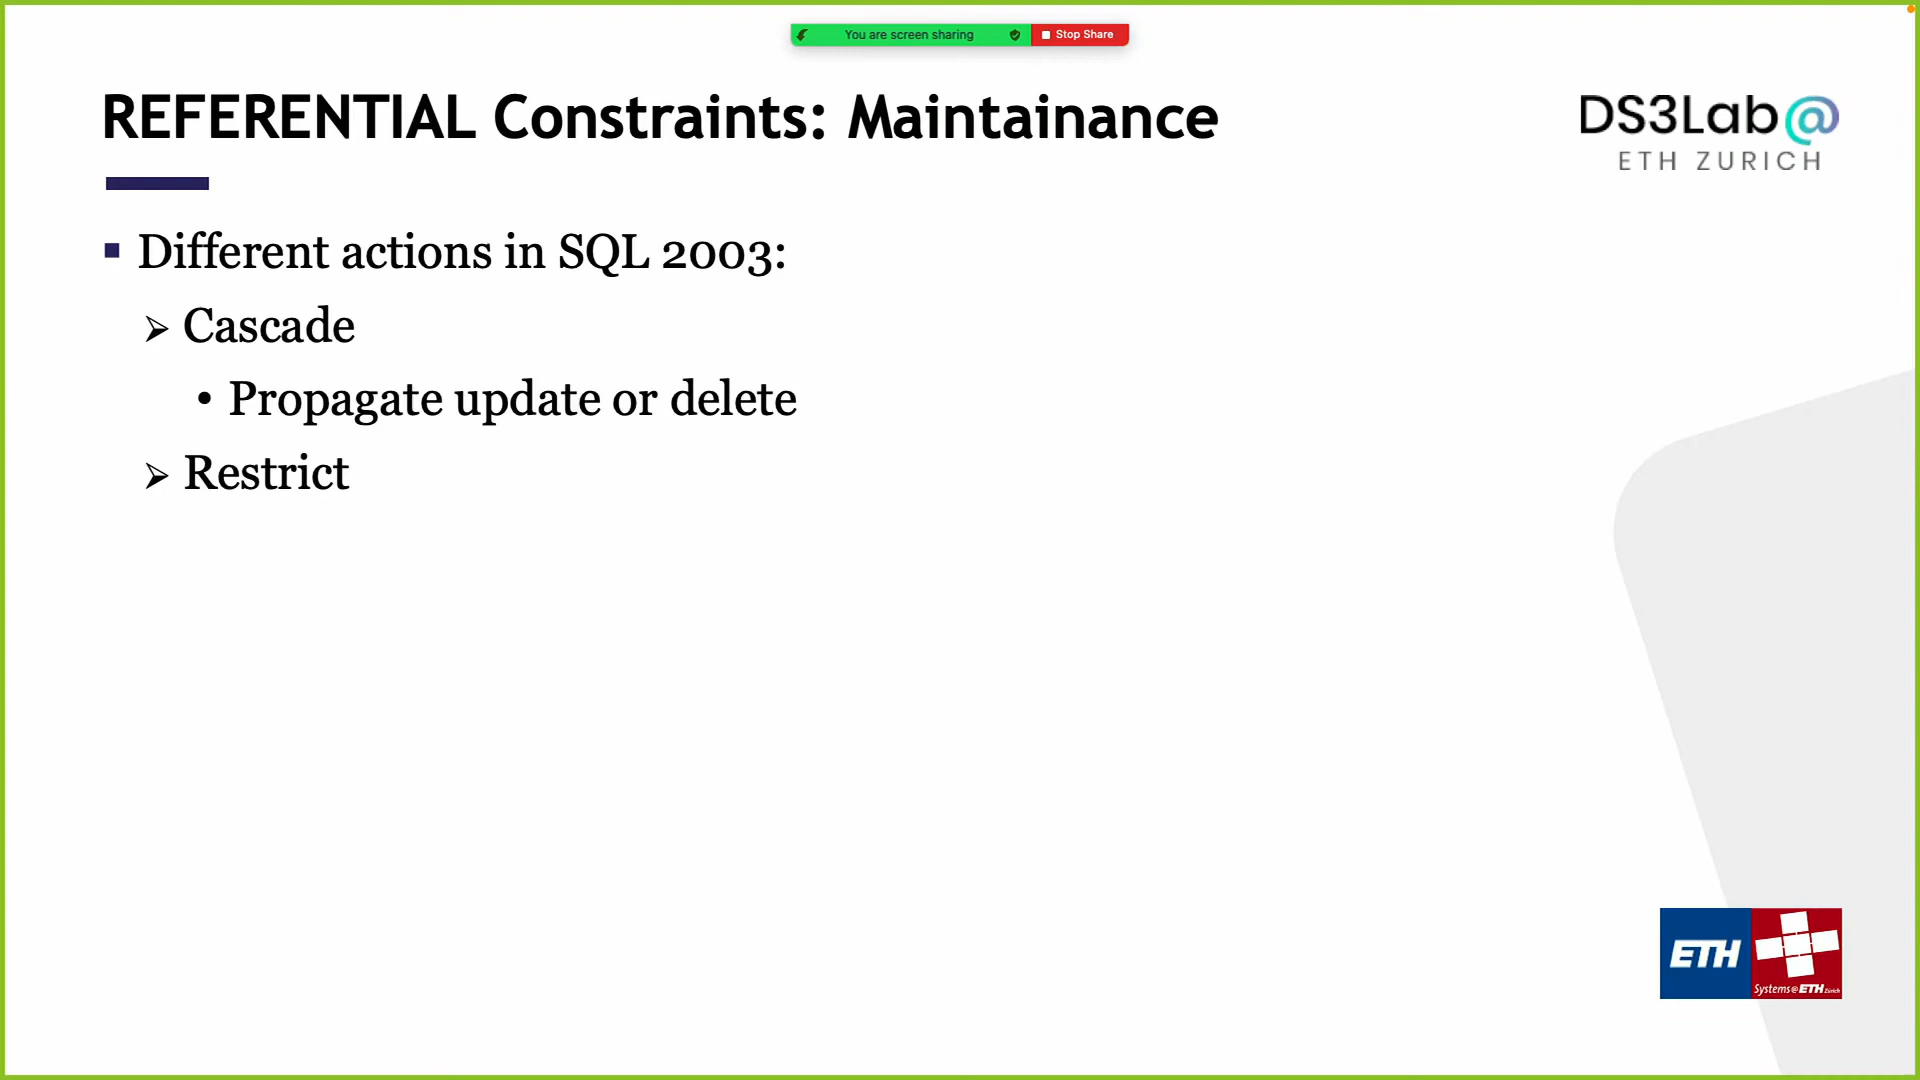 You are screen sharing
Stop Share
REFERENTIAL Constraints: Maintainance
DS3Lab@
ETH ZURICH
Different actions in SQL 2003:
Cascade
Propagate update or delete
Restrict
ETH
Systems@ETH Zürich